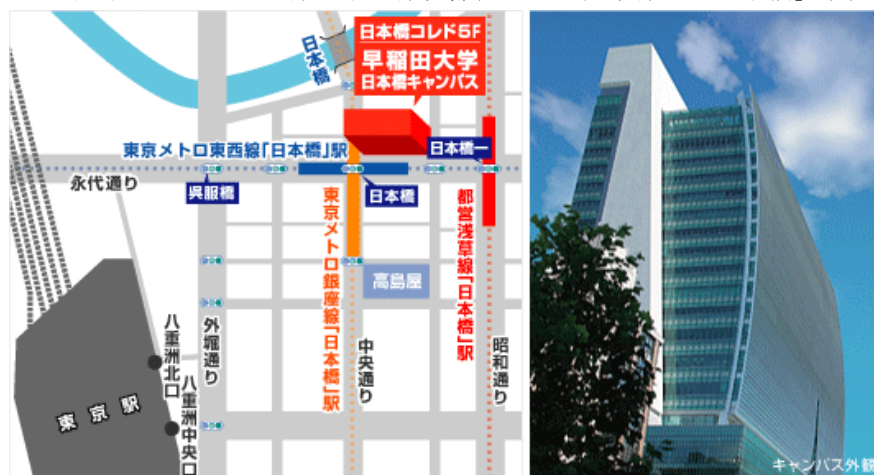 日本橋コレド5F
早稲田大学
日本橋キャンパス
日本橋
東京メトロ東西線「日本橋」駅
日本橋一
永代通り
呉服橋
日本橋
東京メトロ銀座線「日本橋」駅
都営浅草線「日本橋」駅
高島屋
八重洲北口
外堀通り
中央通り
昭和通り
東京駅
八重洲中央口
キャンパス外観